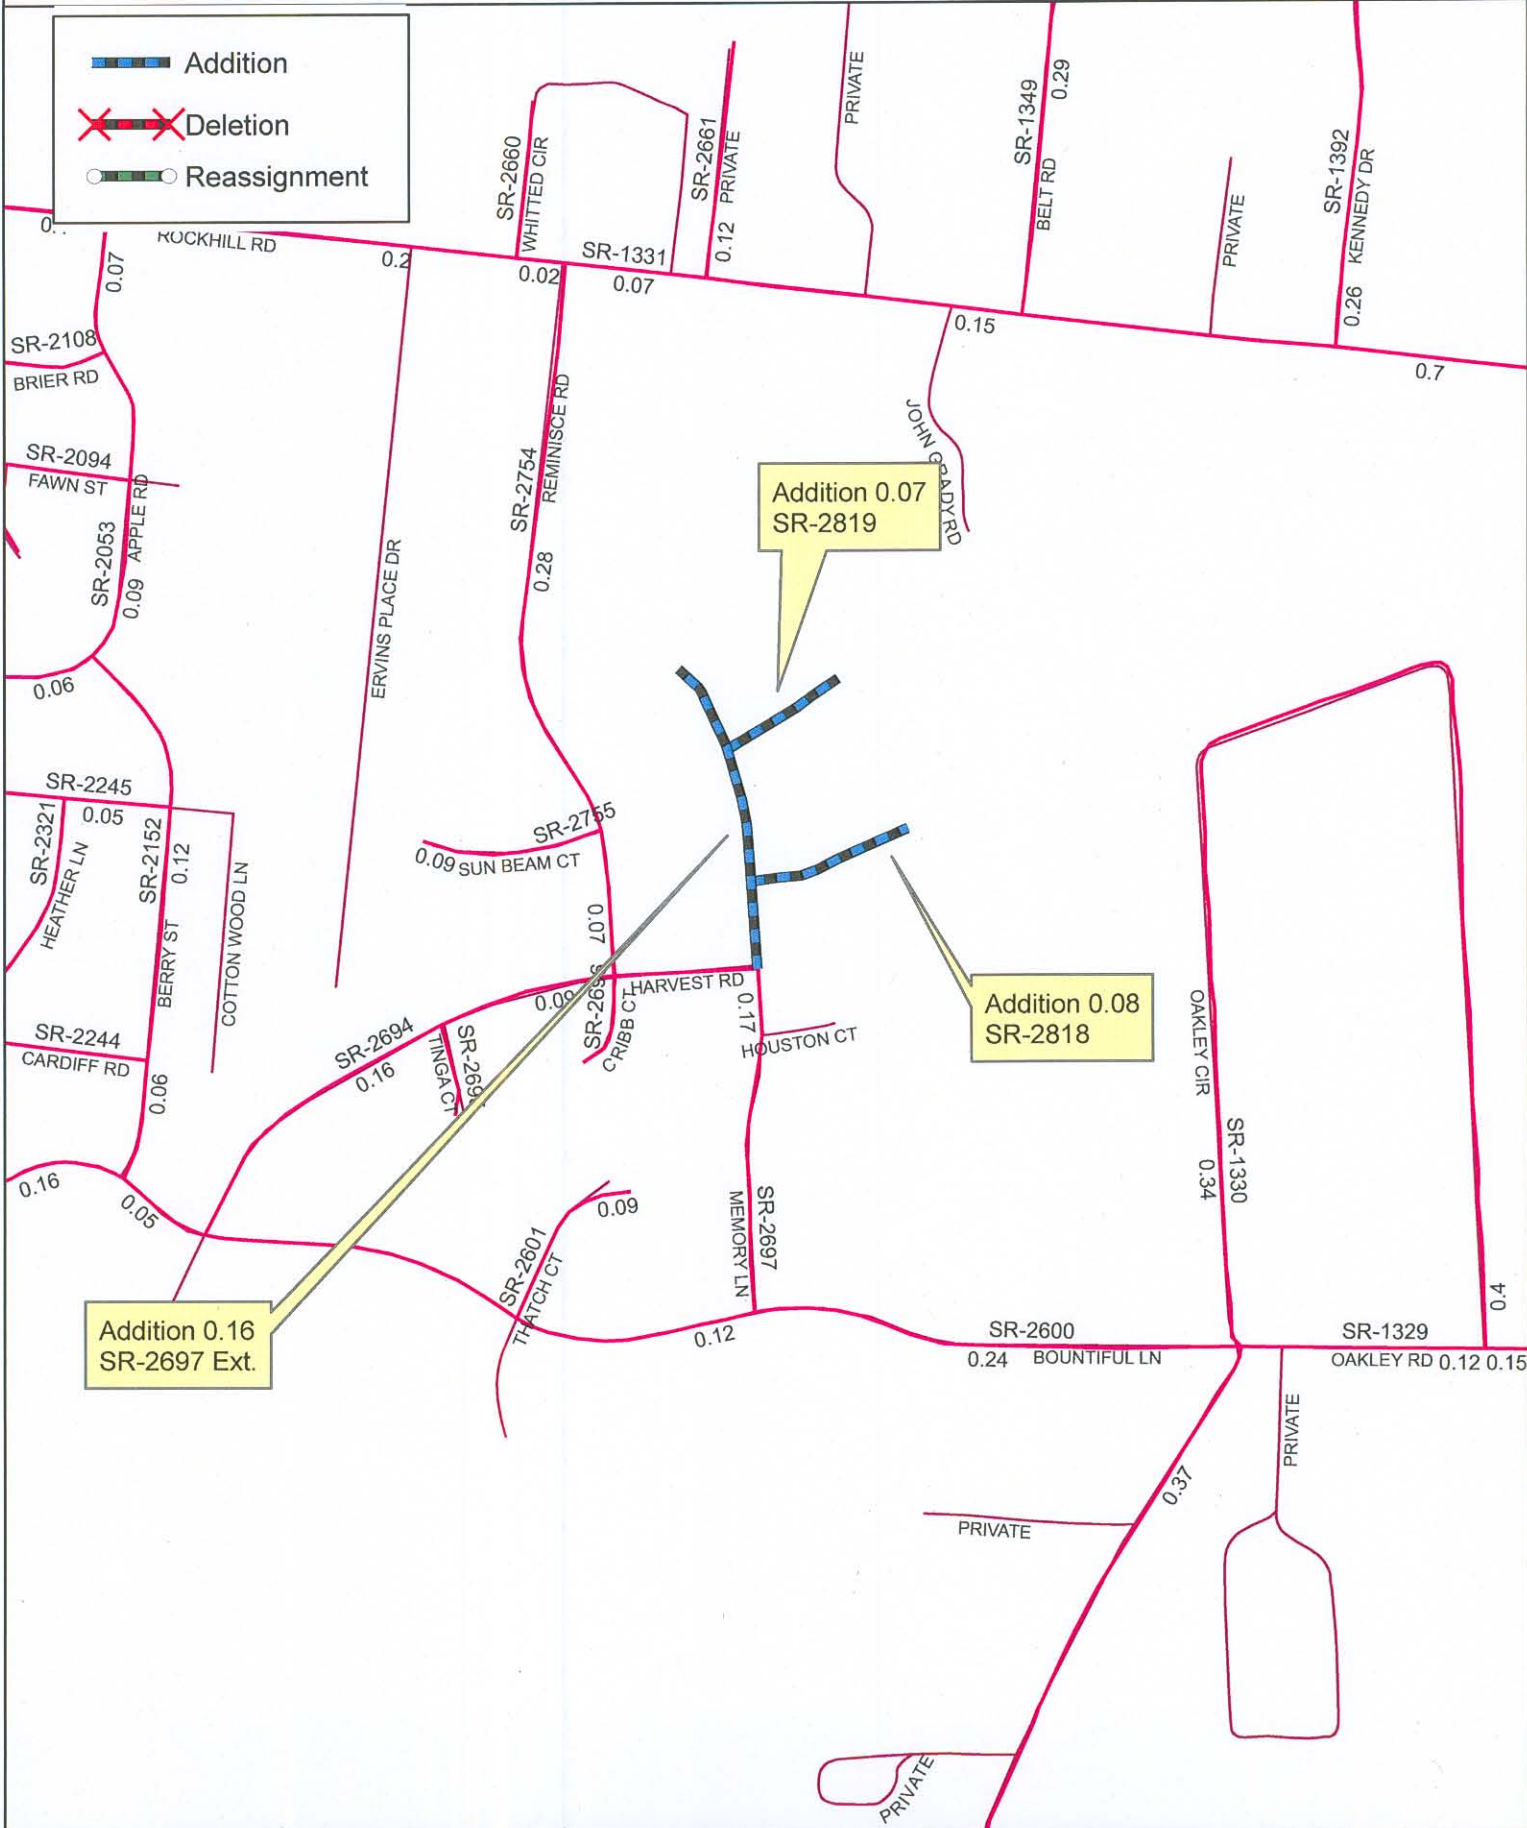 Addition
Deletion
Reassignment
ROCKHILL RD
0.2
0.02
SR-1331
0.07
SR-2660
WHITTED CIR
SR-2661
PRIVATE
0.12
PRIVATE
SR-1349
0.29
BELT RD
PRIVATE
SR-1392
KENNEDY DR
0.26
0.15
0.7
0.07
SR-2108
BRIER RD
SR-2094
FAWN ST
SR-2053
APPLE RD
0.09
0.06
ERVINS PLACE DR
SR-2754
REMINISCE RD
0.28
JOHN GRADY RD
Addition 0.07
SR-2819
SR-2245
0.05
SR-2321
HEATHER LN
SR-2152
0.12
BERRY ST
COTTON WOOD LN
SR-2244
CARDIFF RD
0.06
0.16
0.05
SR-2755
0.09 SUN BEAM CT
0.07
HARVEST RD
0.09
CRIBB CT
SR-2694
0.16
TINGA CT
0.17
HOUSTON CT
Addition 0.08
SR-2818
OAKLEY CIR
SR-1330
0.34
0.4
SR-2697
MEMORY LN
0.09
SR-2601
THATCH CT
Addition 0.16
SR-2697 Ext.
0.12
SR-2600
0.24 BOUNTIFUL LN
SR-1329
OAKLEY RD 0.12 0.15
PRIVATE
0.37
PRIVATE
PRIVATE